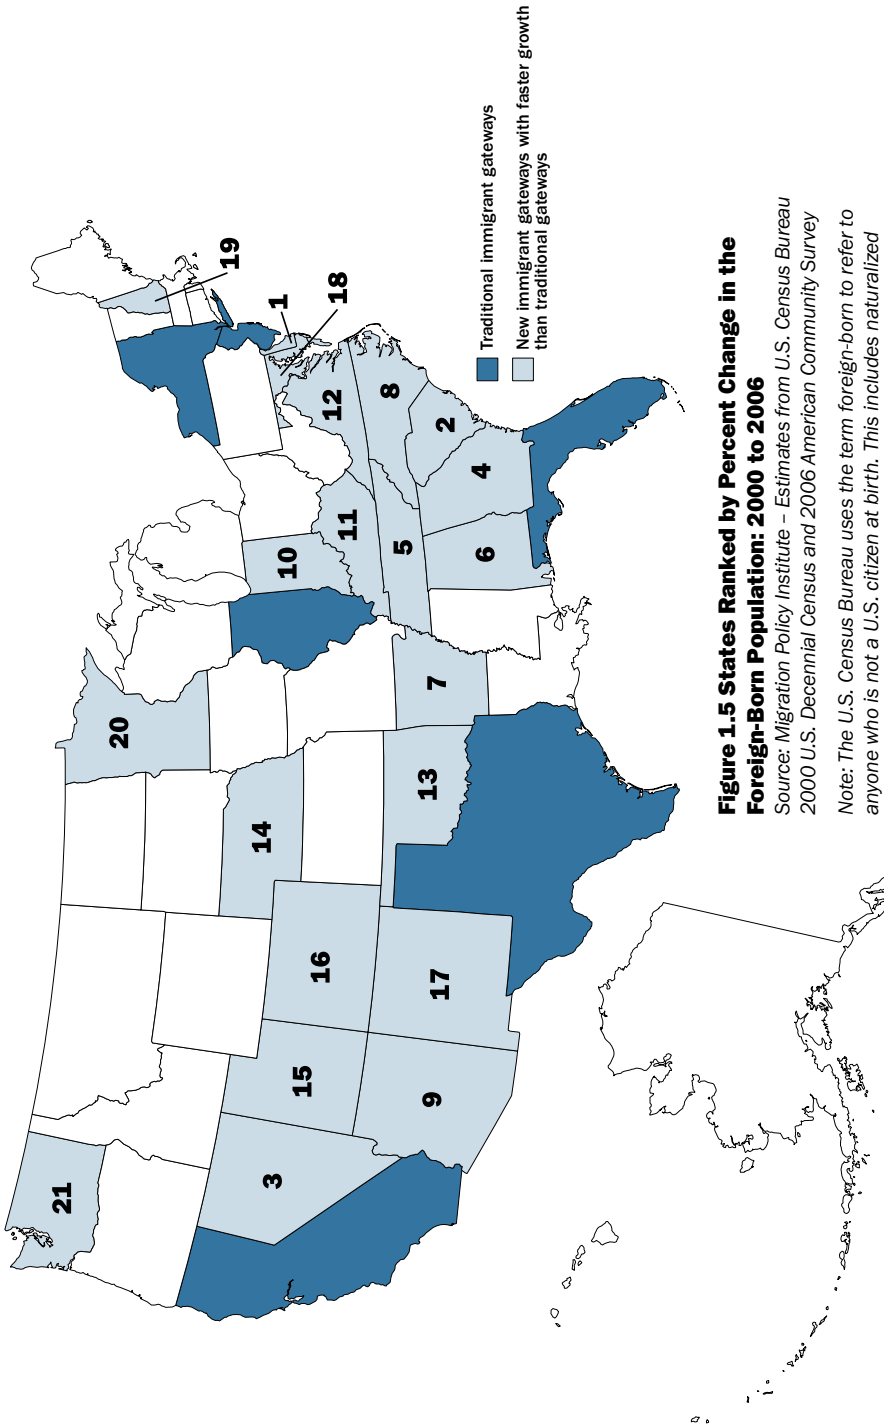 21
3
15
9
16
17
14
13
20
7
10
11
5
6
4
2
8
12
18
1
19
Traditional immigrant gateways
New immigrant gateways with faster growth
than traditional gateways
Figure 1.5 States Ranked by Percent Change in the
Foreign-Born Population: 2000 to 2006
Source: Migration Policy Institute – Estimates from U.S. Census Bureau
2000 U.S. Decennial Census and 2006 American Community Survey
Note: The U.S. Census Bureau uses the term foreign-born to refer to
anyone who is not a U.S. citizen at birth. This includes naturalized